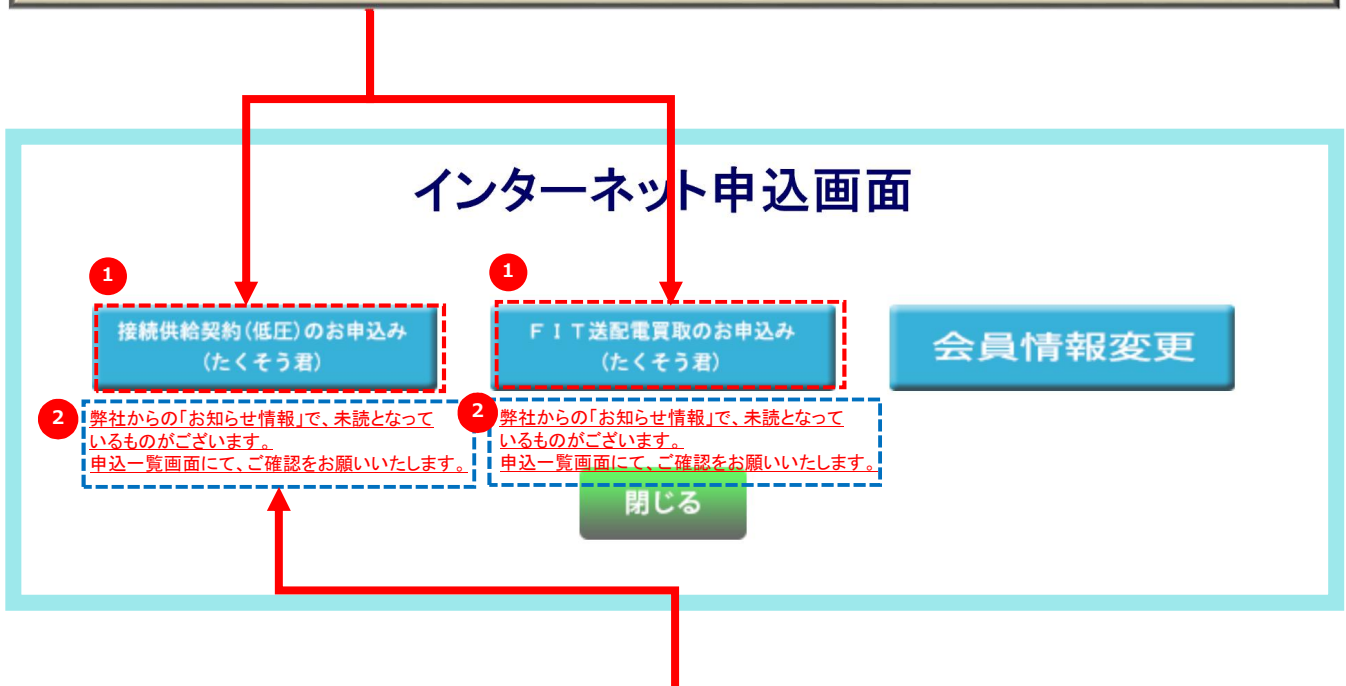 インターネット申込画面
1
1
接続供給契約(低圧)のお申込み
(たくそう君)
FIT送配電買取のお申込み
(たくそう君)
会員情報変更
2
弊社からの「お知らせ情報」で、未読となって
いるものがございます。
申込一覧画面にて、ご確認をお願いいたします。
2
弊社からの「お知らせ情報」で、未読となって
いるものがございます。
申込一覧画面にて、ご確認をお願いいたします。
閉じる